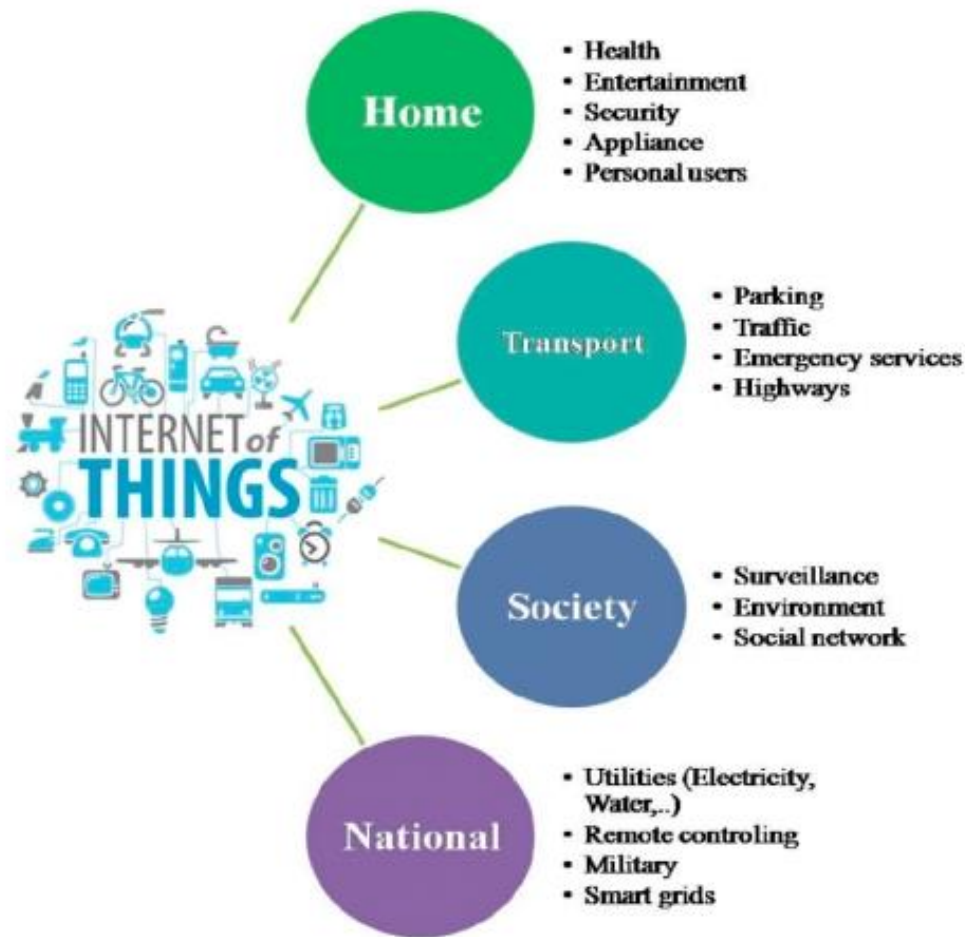 Home
• Health
• Entertainment
• Security
• Appliance
• Personal users
Transport
• Parking
• Traffic
• Emergency services
• Highways
INTERNET of
THINGS
Society
• Surveillance
• Environment
• Social network
National
• Utilities (Electricity,
Water,..)
• Remote controling
• Military
• Smart grids